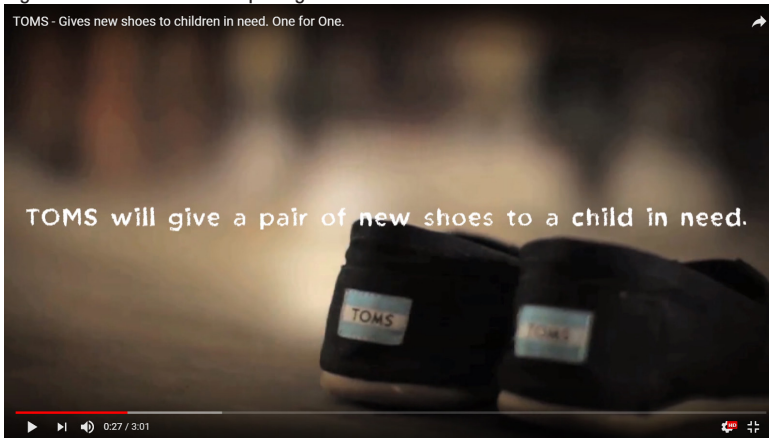 TOMS - Gives new shoes to children in need. One for One.
TOMS will give a pair of new shoes to a child in need.
TOMS
TOMS
0:27 / 3:01
HD